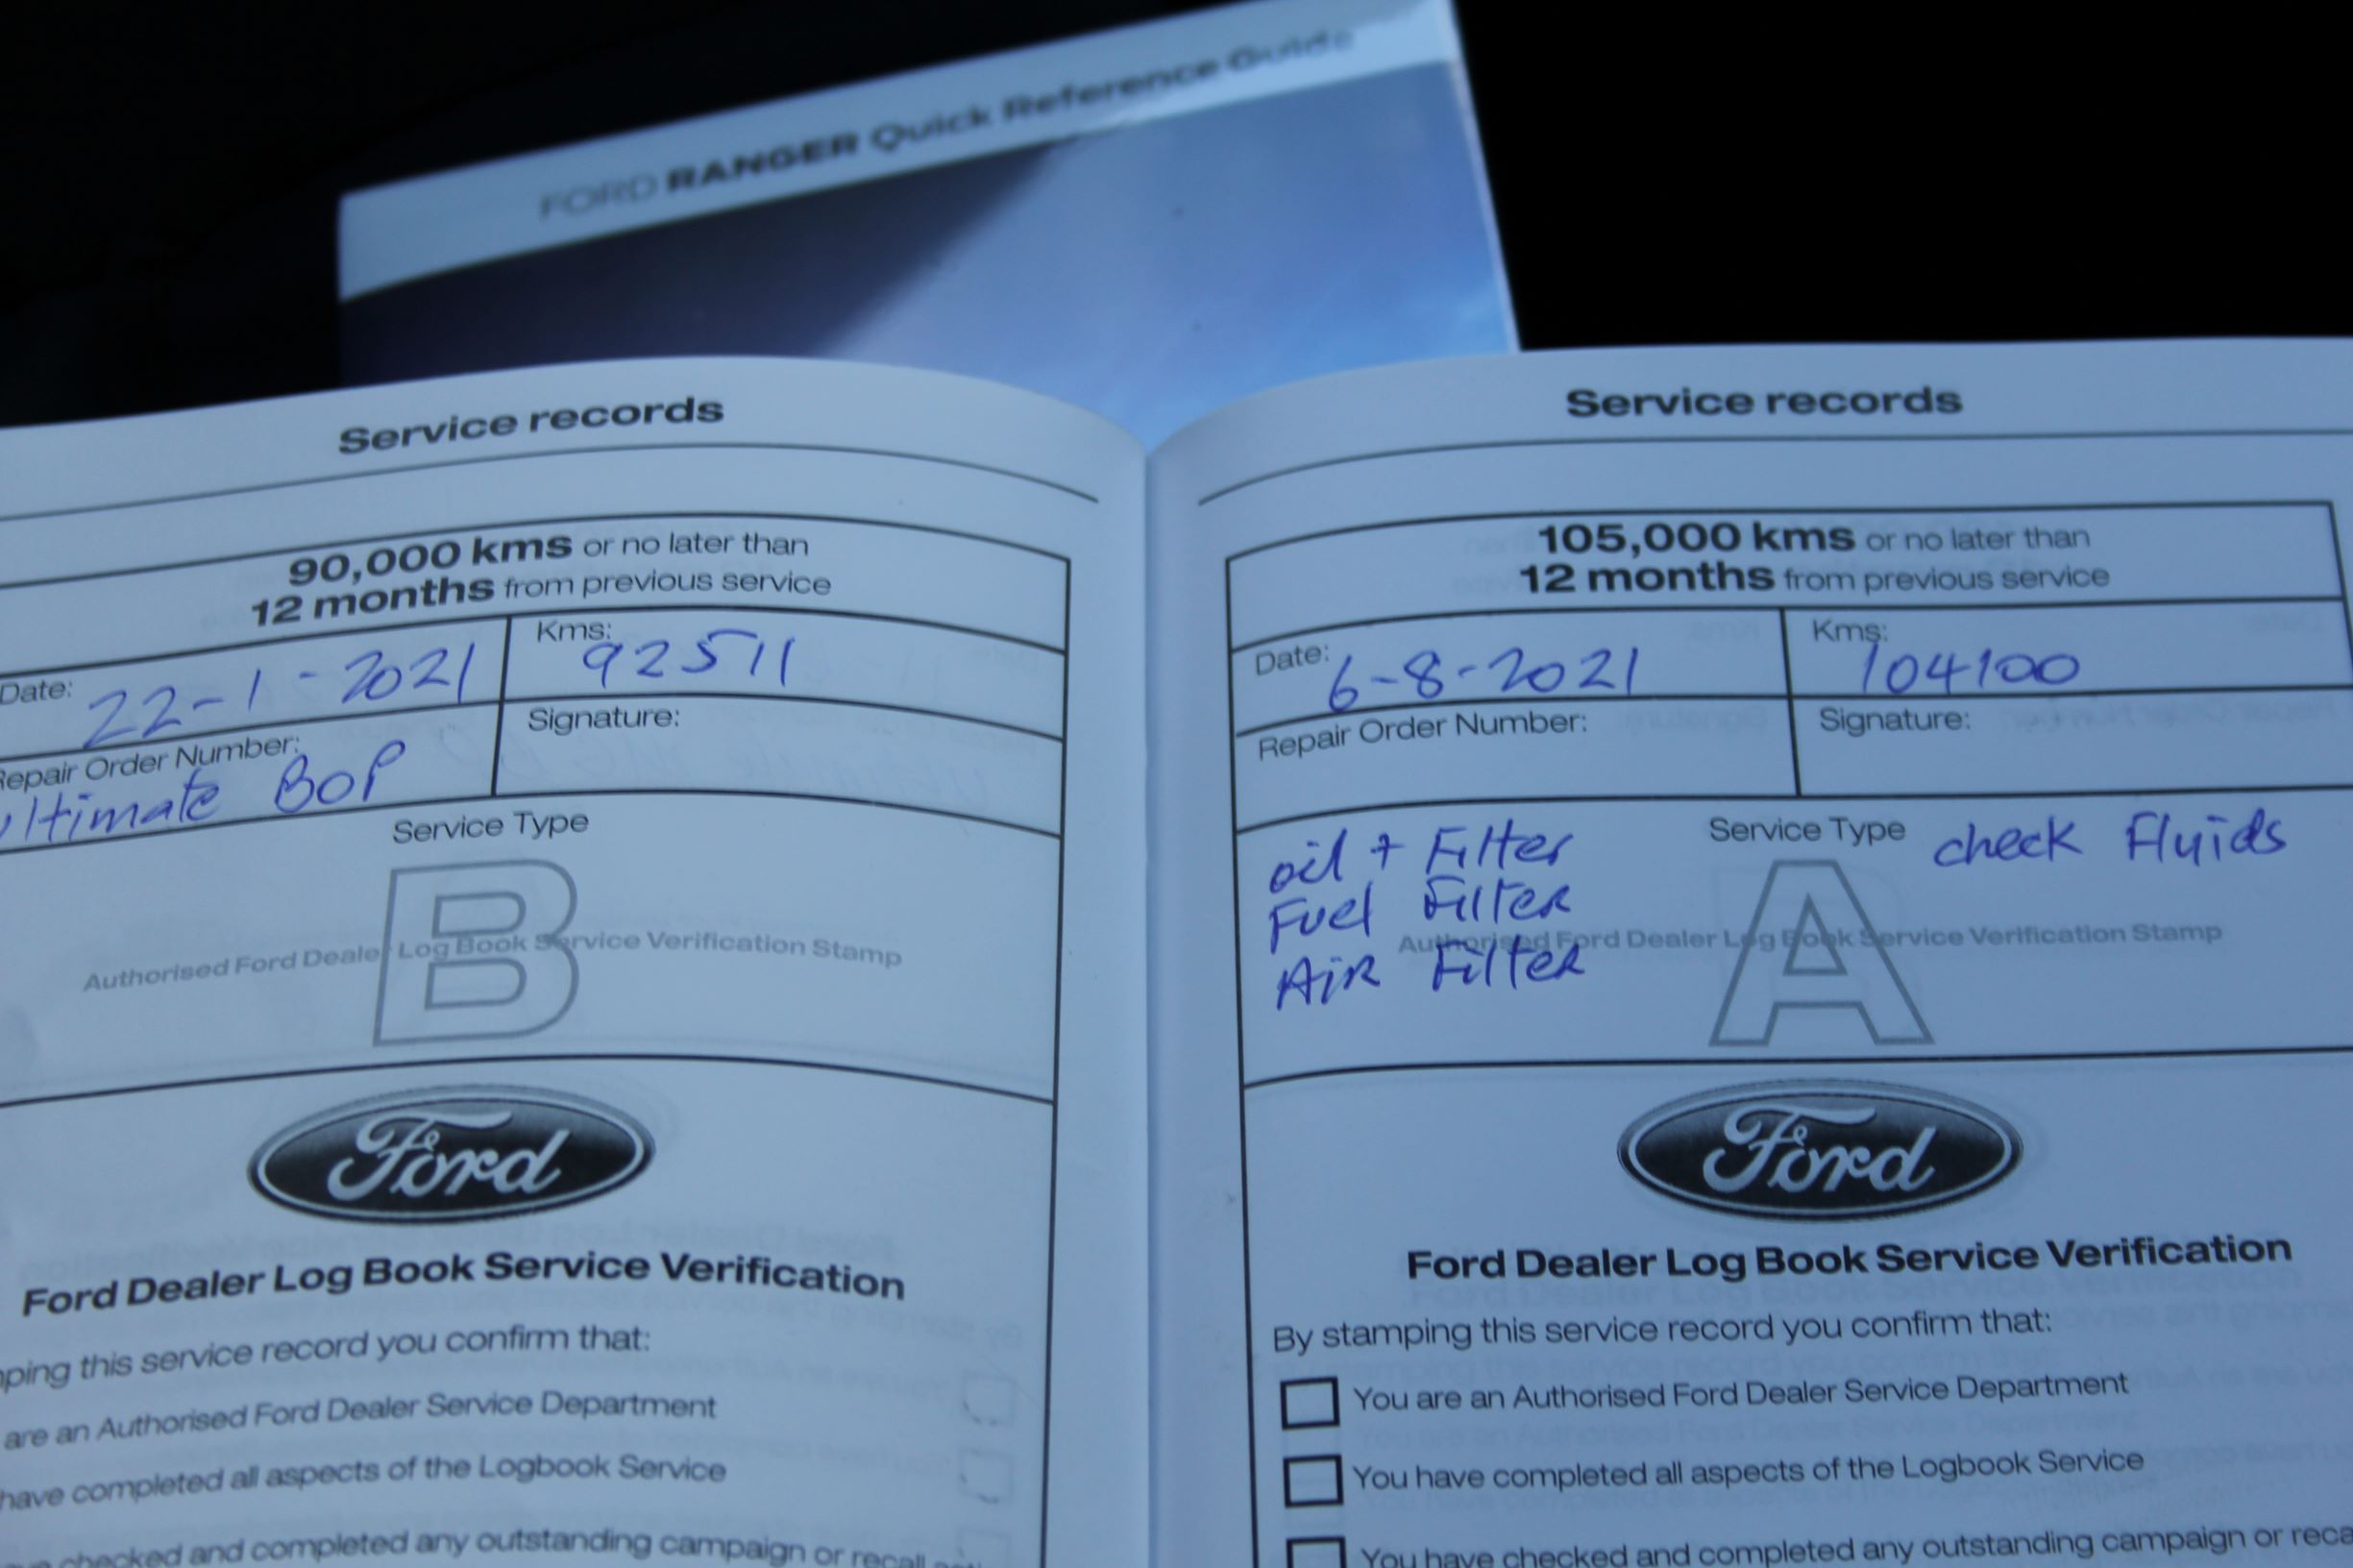 FORD RANGER Quick Reference Guide
Service records
90,000 kms or no later than
12 months from previous service
Date: 22-1-2021
Kms: 92511
Repair Order Number:
Ultimate BOP
Signature:
Service Type
B
Authorised Ford Dealer Log Book Service Verification Stamp
Ford
Ford Dealer Log Book Service Verification
ping this service record you confirm that:
are an Authorised Ford Dealer Service Department
have completed all aspects of the Logbook Service
checked and completed any outstanding campaign or recall
Service records
105,000 kms or no later than
12 months from previous service
Date: 6-8-2021
Kms: 104100
Repair Order Number:
Signature:
Service Type check Fluids
oil + Filter
Fuel Filter
Air Filter
A
Authorised Ford Dealer Log Book Service Verification Stamp
Ford
Ford Dealer Log Book Service Verification
By stamping this service record you confirm that:
You are an Authorised Ford Dealer Service Department
You have completed all aspects of the Logbook Service
You have checked and completed any outstanding campaign or reca